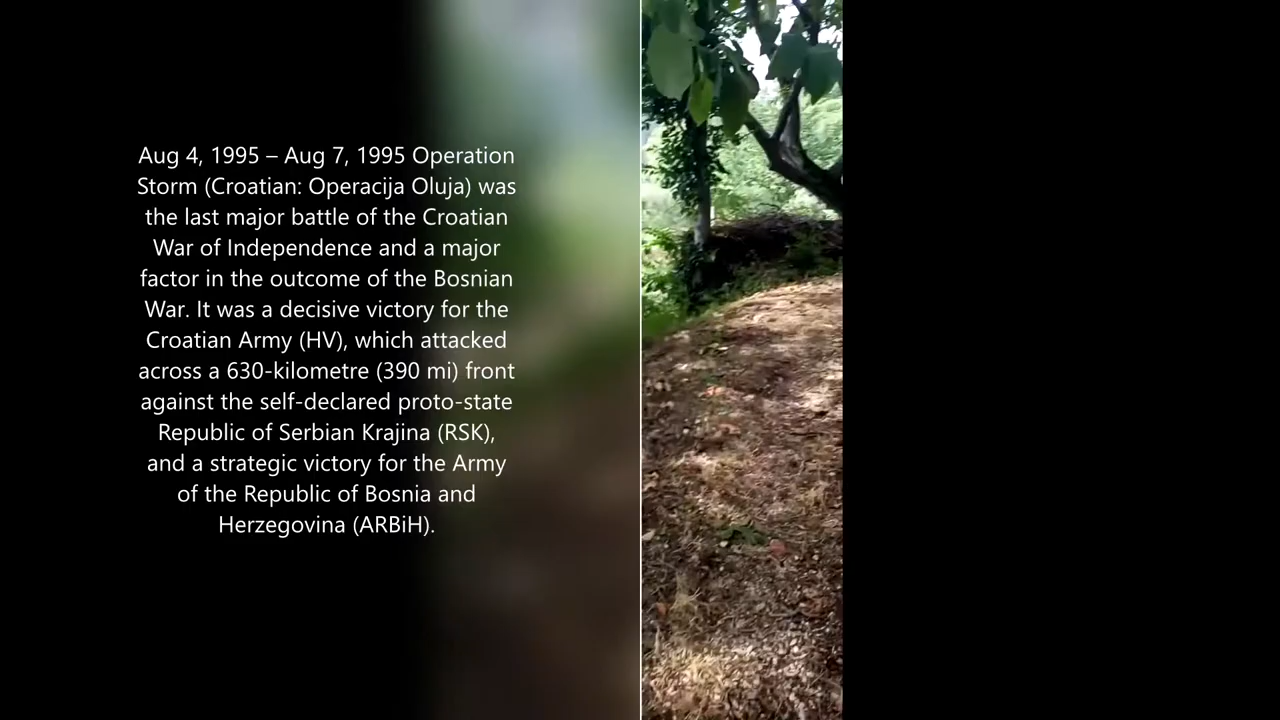 Aug 4, 1995 – Aug 7, 1995 Operation
Storm (Croatian: Operacija Oluja) was
the last major battle of the Croatian
War of Independence and a major
factor in the outcome of the Bosnian
War. It was a decisive victory for the
Croatian Army (HV), which attacked
across a 630-kilometre (390 mi) front
against the self-declared proto-state
Republic of Serbian Krajina (RSK),
and a strategic victory for the Army
of the Republic of Bosnia and
Herzegovina (ARBiH).